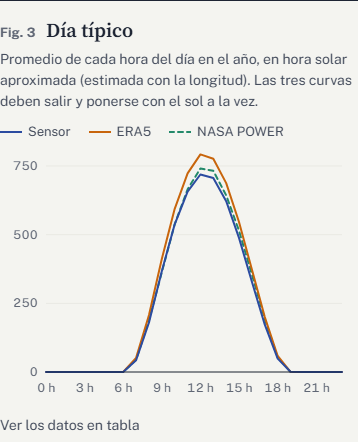 Fig. 3 Día típico
Promedio de cada hora del día en el año, en hora solar
aproximada (estimada con la longitud). Las tres curvas
deben salir y ponerse con el sol a la vez.
Sensor ERA5 NASA POWER
750
500
250
0
0 h 3 h 6 h 9 h 12 h 15 h 18 h 21 h
Ver los datos en tabla